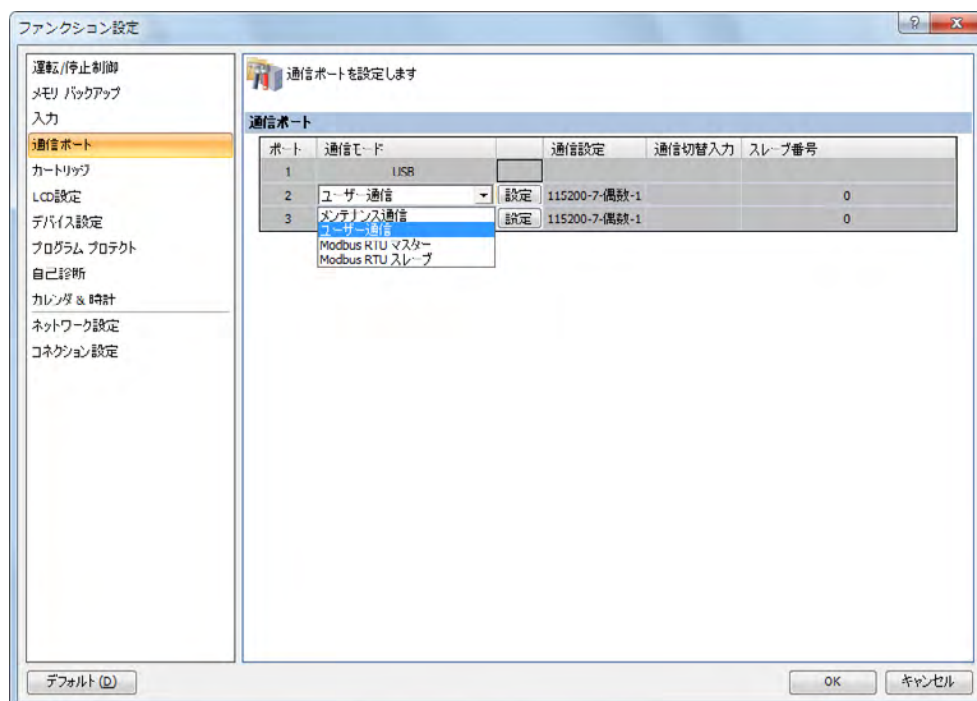 ファンクション設定
運転/停止制御
メモリ バックアップ
入力
通信ポート
カートリッジ
LCD設定
デバイス設定
プログラム プロテクト
自己診断
カレンダ & 時計
ネットワーク設定
コネクション設定
通信ポートを設定します
通信ポート
ポート 通信モード 通信設定 通信切替入力 スレーブ番号
1 USB
2 ユーザー通信 設定 115200-7-偶数-1 0
3 設定 115200-7-偶数-1 0
メンテナンス通信
ユーザー通信
Modbus RTU マスター
Modbus RTU スレーブ
デフォルト(D)
OK
キャンセル